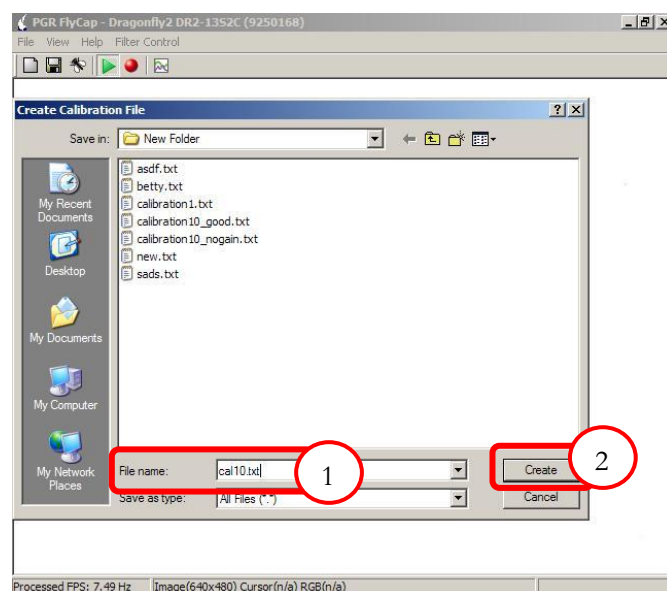 PGR FlyCap - Dragonfly2 DR2-1352C (9250168)
File View Help Filter Control
Create Calibration File
Save in: New Folder
asdf.txt
betty.txt
calibration1.txt
calibration10_good.txt
calibration10_nogain.txt
new.txt
sads.txt
My Recent
Documents
Desktop
My Documents
My Computer
My Network
Places
File name: cal10.txt 1 Create 2
Save as type: All Files (*.*) Cancel
Processed FPS: 7.49 Hz Image(640x480) Cursor(n/a) RGB(n/a)